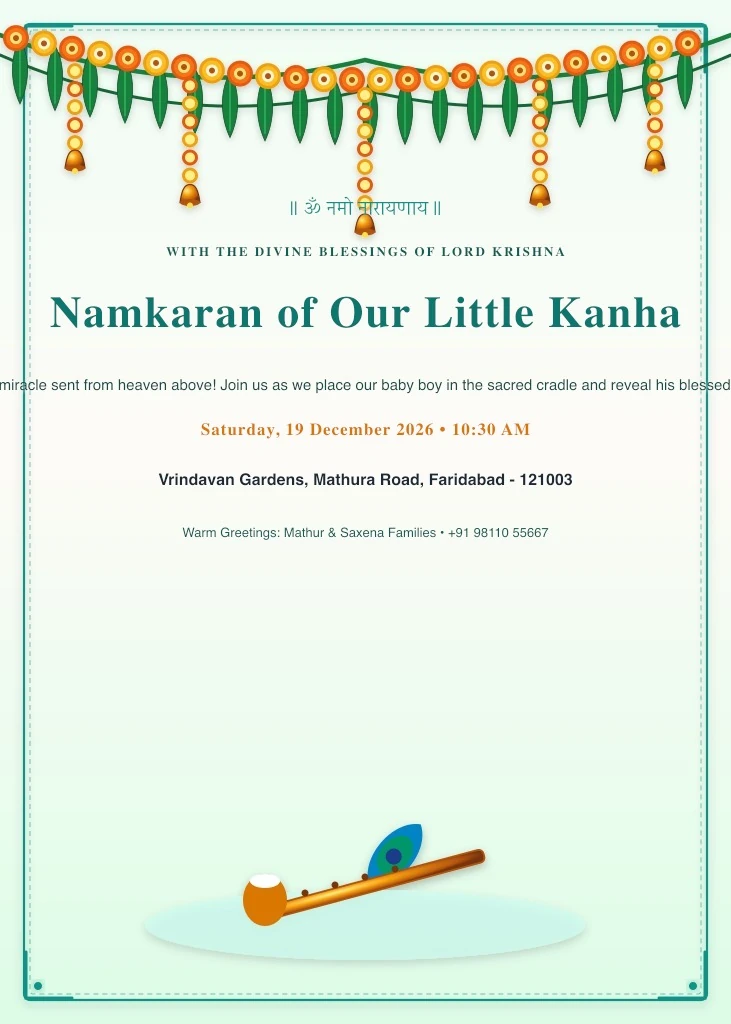 ॥ ॐ नमो नारायणाय ॥
WITH THE DIVINE BLESSINGS OF LORD KRISHNA
Namkaran of Our Little Kanha
miracle sent from heaven above! Join us as we place our baby boy in the sacred cradle and reveal his blessed
Saturday, 19 December 2026 • 10:30 AM
Vrindavan Gardens, Mathura Road, Faridabad - 121003
Warm Greetings: Mathur & Saxena Families • +91 98110 55667